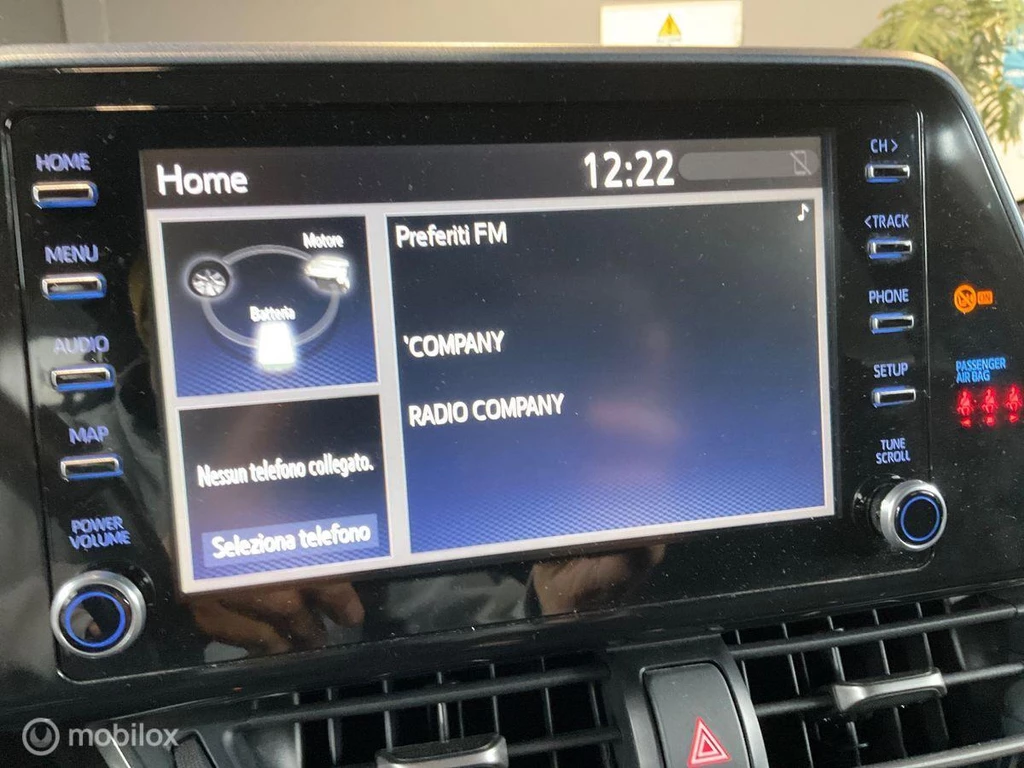 HOME
MENU
AUDIO
MAP
POWER
VOLUME
Home
12:22
Motore
Batteria
Nessun telefono collegato.
Seleziona telefono
Preferiti FM
'COMPANY
RADIO COMPANY
CH >
< TRACK
PHONE
SETUP
TUNE
SCROLL
ON
PASSENGER
AIR BAG
mobilox